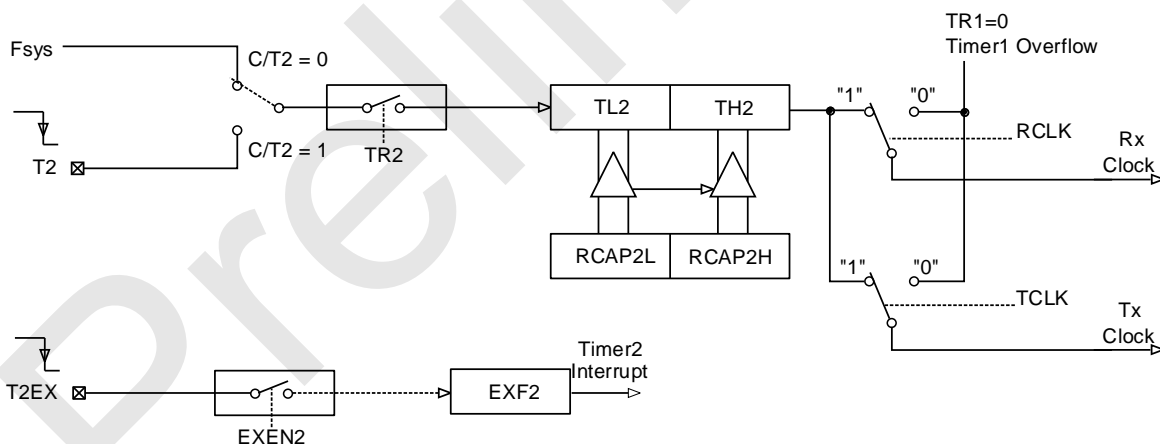 TR1=0
Timer1 Overflow
Fsys
C/T2 = 0
TL2
TH2
"1"
"0"
RCLK
Rx
Clock
T2
C/T2 = 1
TR2
RCAP2L
RCAP2H
"1"
"0"
TCLK
Tx
Clock
Timer2
Interrupt
T2EX
EXF2
EXEN2